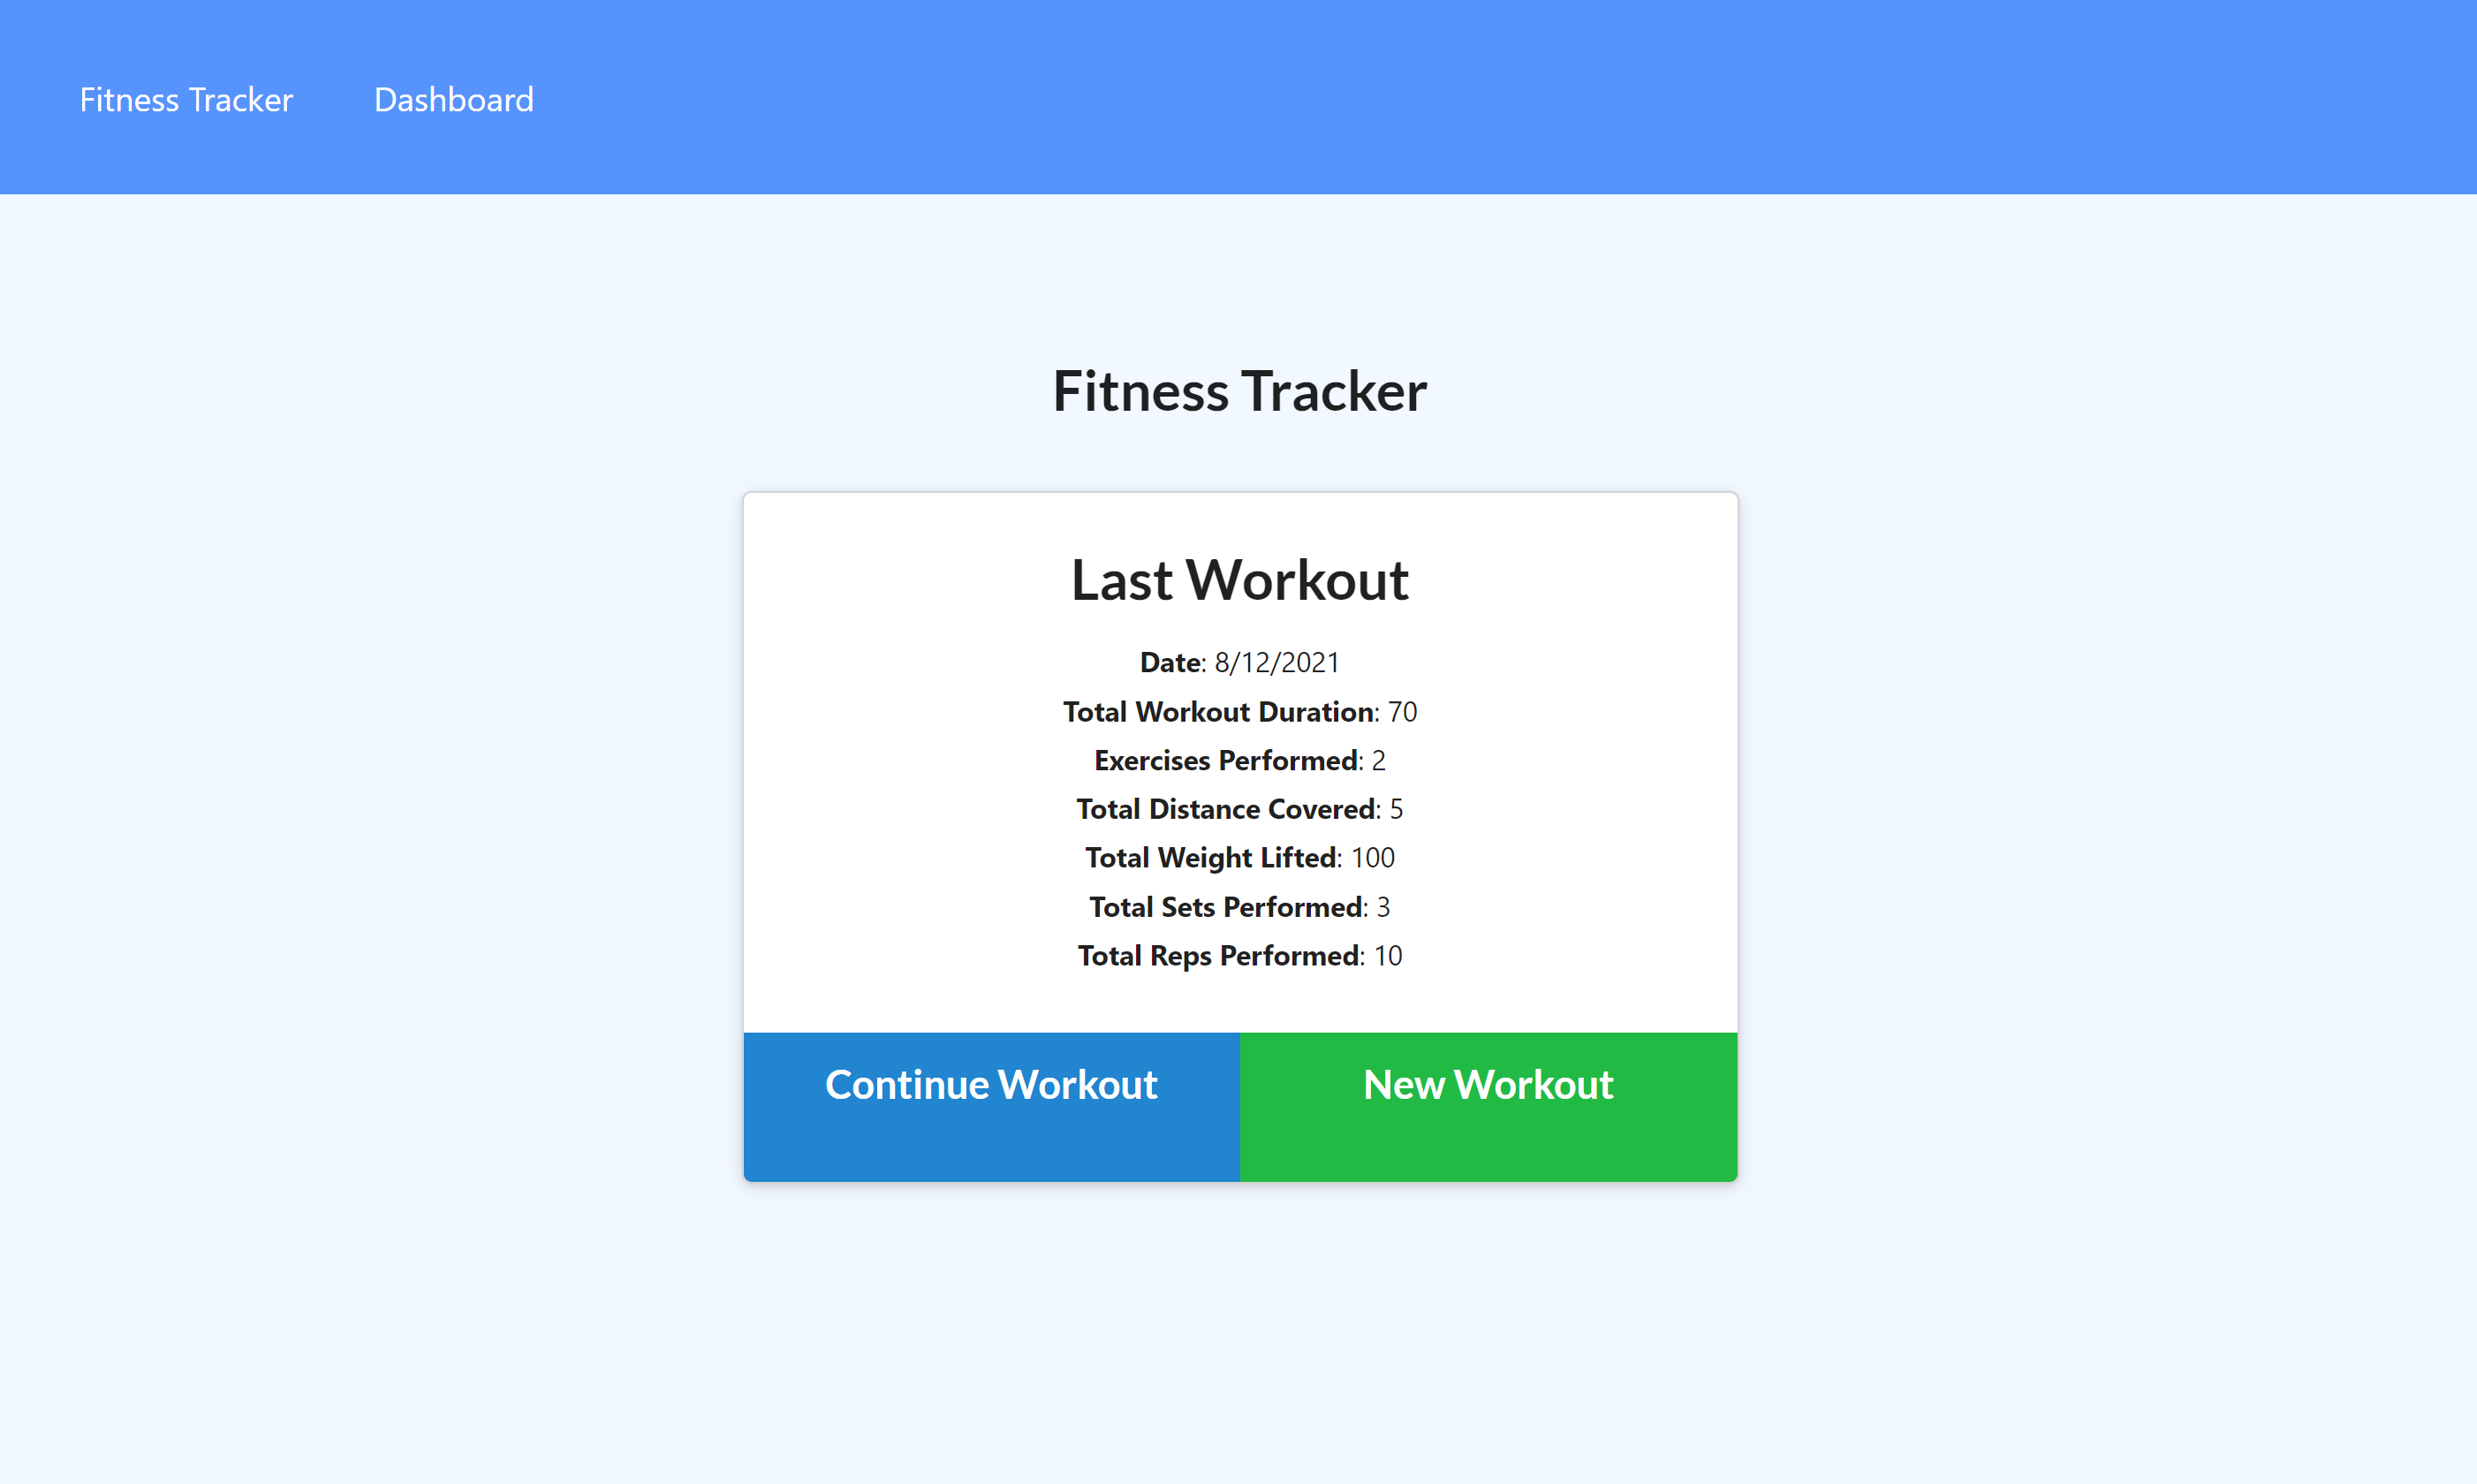 Fitness Tracker Dashboard
Fitness Tracker
Last Workout
Date: 8/12/2021
Total Workout Duration: 70
Exercises Performed: 2
Total Distance Covered: 5
Total Weight Lifted: 100
Total Sets Performed: 3
Total Reps Performed: 10
Continue Workout New Workout